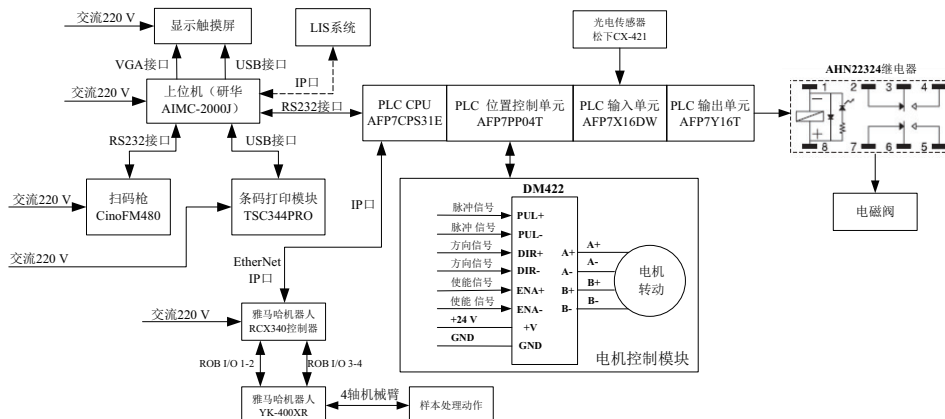 交流220 V
显示触摸屏
LIS系统
光电传感器
松下CX-421
VGA接口
USB接口
IP口
AHN22324继电器
交流220 V
上位机（研华
AIMC-2000J）
RS232接口
PLC CPU
AFP7CPS31E
PLC 位置控制单元
AFP7PP04T
PLC 输入单元
AFP7X16DW
PLC 输出单元
AFP7Y16T
1
2
3
4
8
7
6
5
RS232接口
USB接口
交流220 V
扫码枪
CinoFM480
条码打印模块
TSC344PRO
IP口
电磁阀
交流220 V
DM422
脉冲信号
PUL+
脉冲 信号
PUL-
方向信号
DIR+
方向信号
DIR-
使能信号
ENA+
使能 信号
ENA-
+24 V
+V
GND
GND
A+
A-
B+
B-
A+
A-
B+
B-
电机
转动
电机控制模块
EtherNet
IP口
交流220 V
雅马哈机器人
RCX340控制器
ROB I/O 1-2
ROB I/O 3-4
雅马哈机器人
YK-400XR
4轴机械臂
样本处理动作